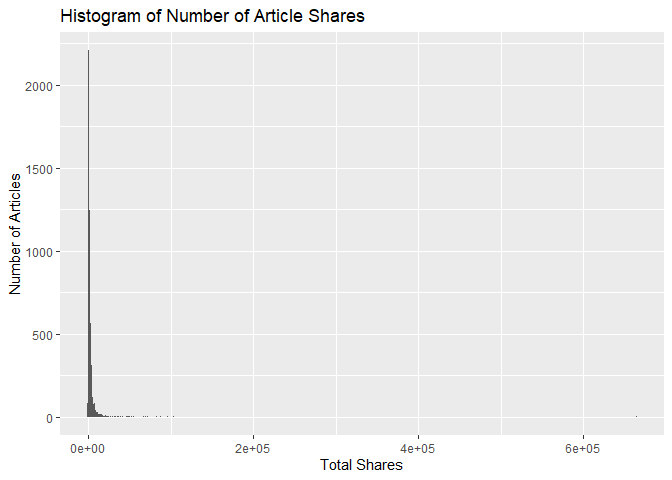 Histogram of Number of Article Shares
Number of Articles
2000
1500
1000
500
0
0e+00 2e+05 4e+05 6e+05
Total Shares